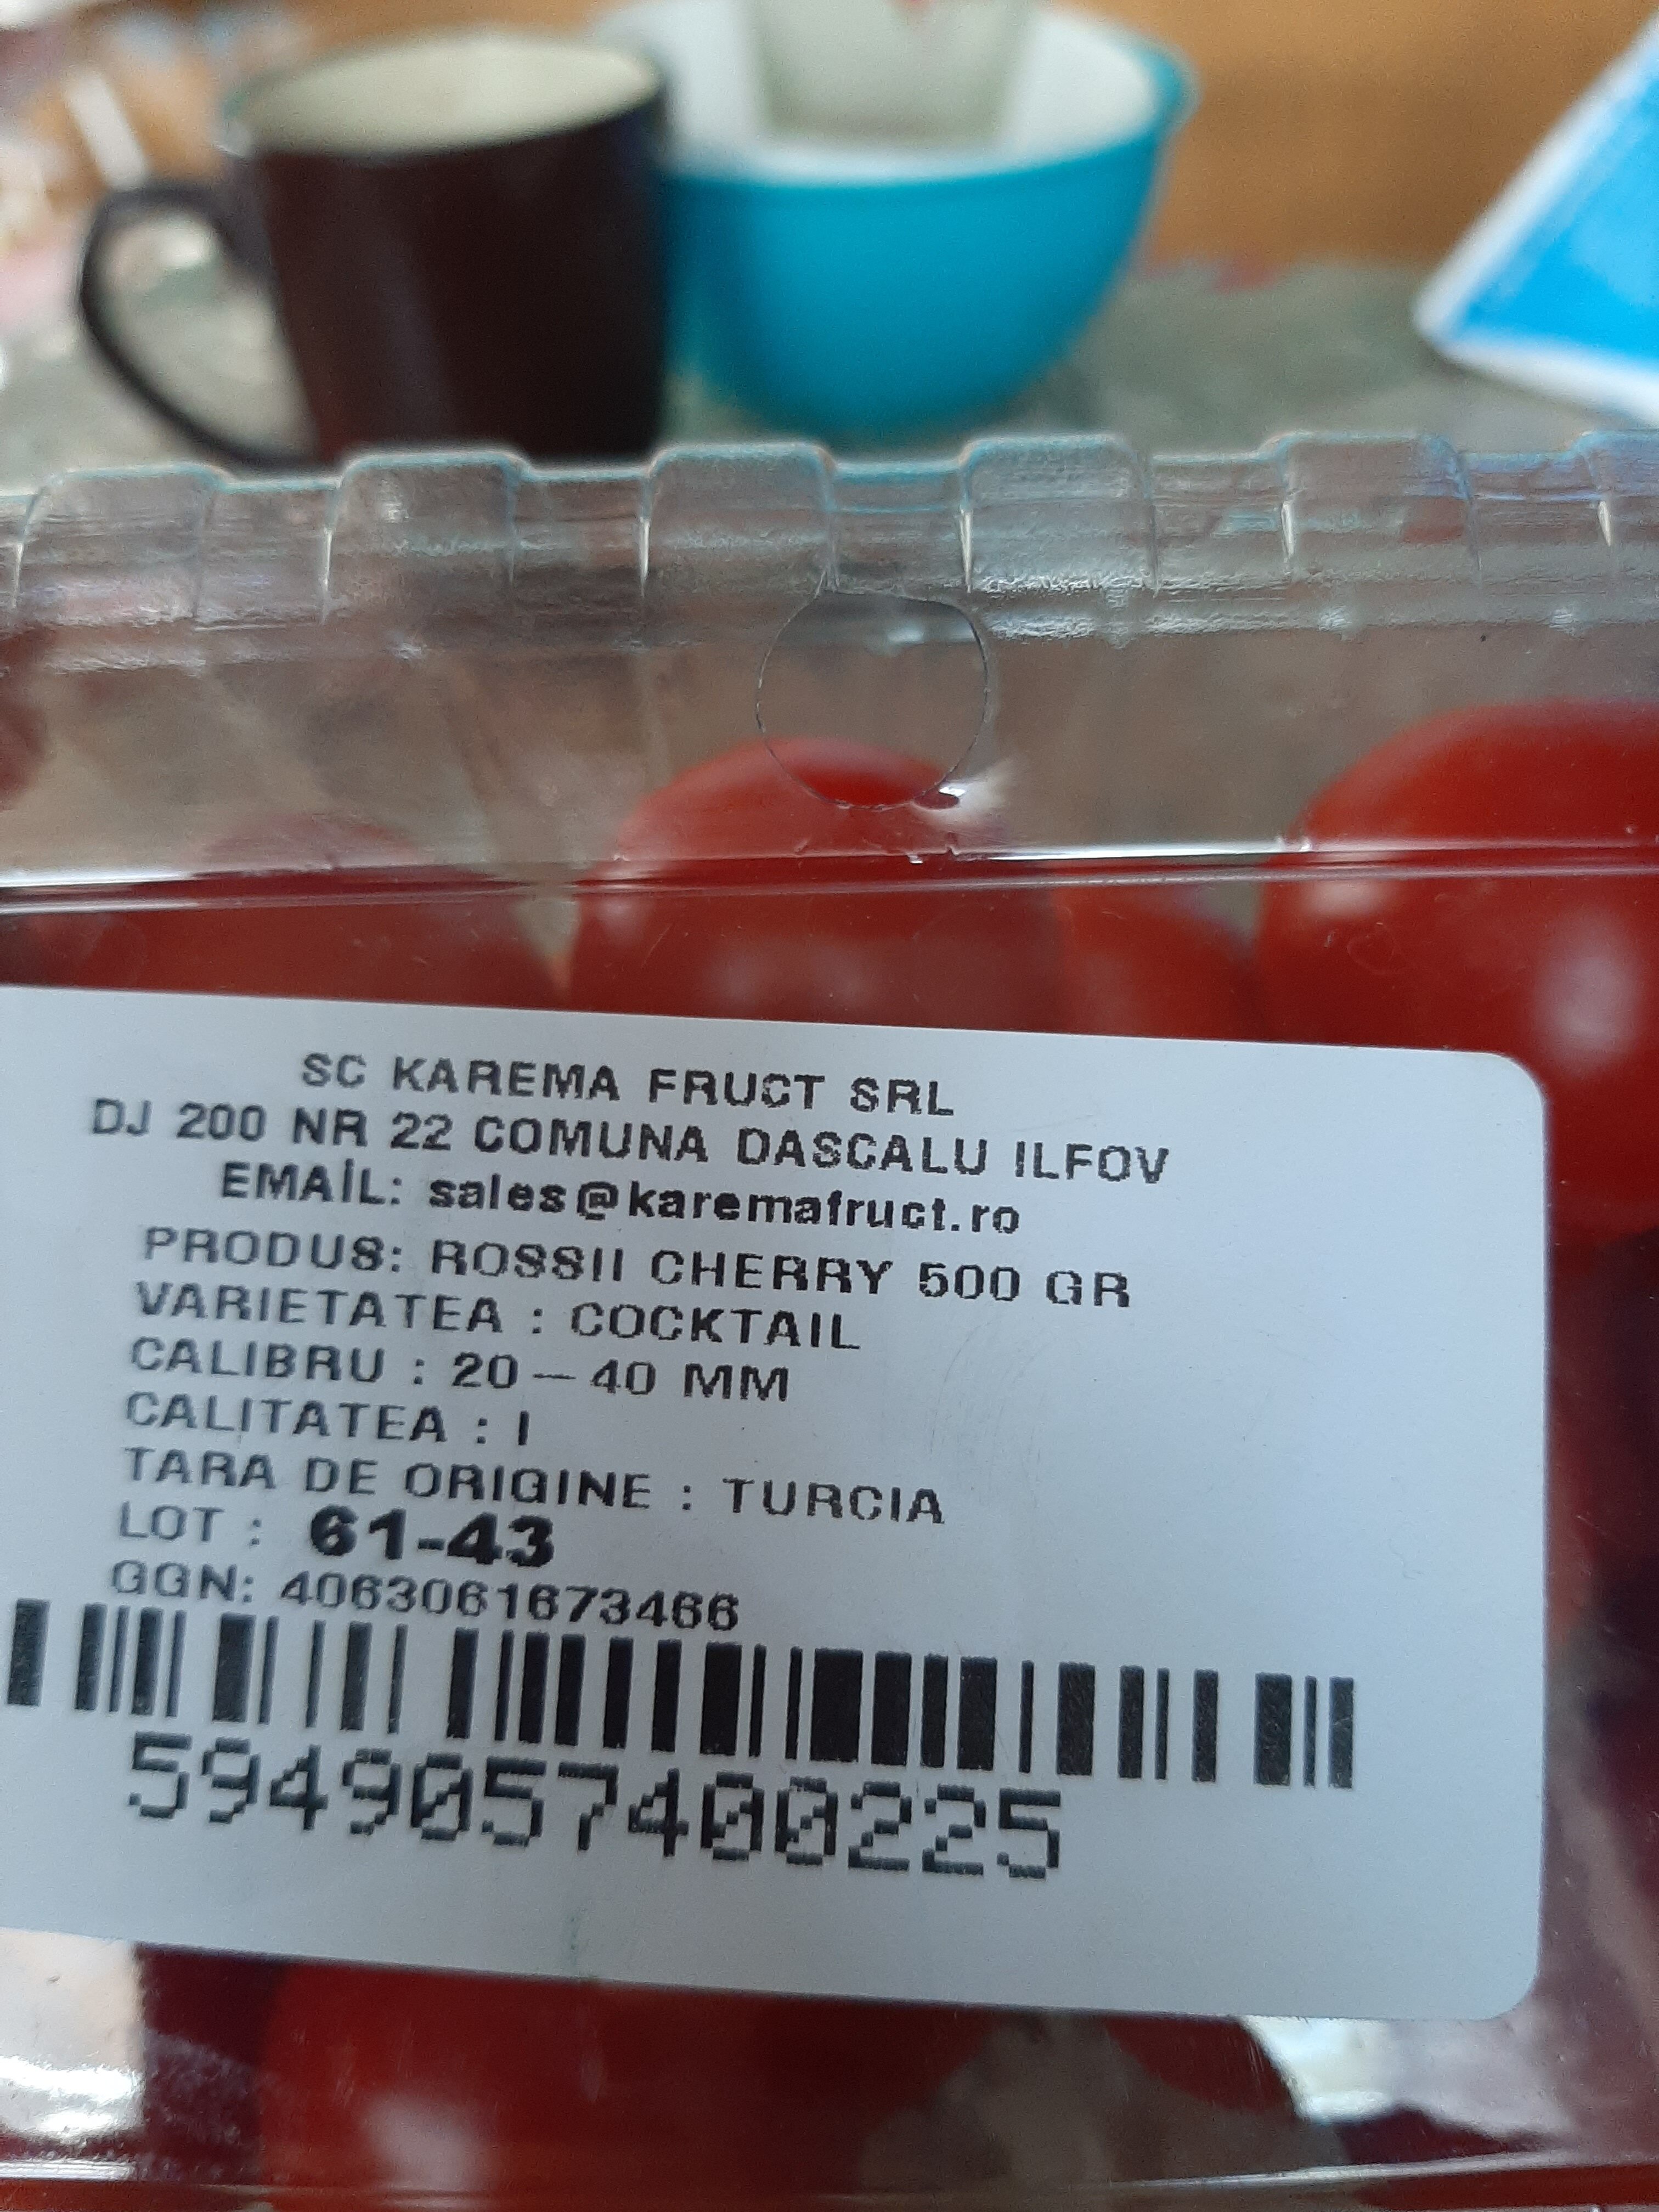 SC KAREMA FRUCT SRL
DJ 200 NR 22 COMUNA DASCALU ILFOV
EMAİL: sales@karemafruct.ro
PRODUS: ROSSII CHERRY 500 GR
VARIETATEA : COCKTAIL
CALIBRU : 20 – 40 MM
CALITATEA : I
TARA DE ORIGINE : TURCIA
LOT : 61-43
GGN: 4063061673466
5949057400225